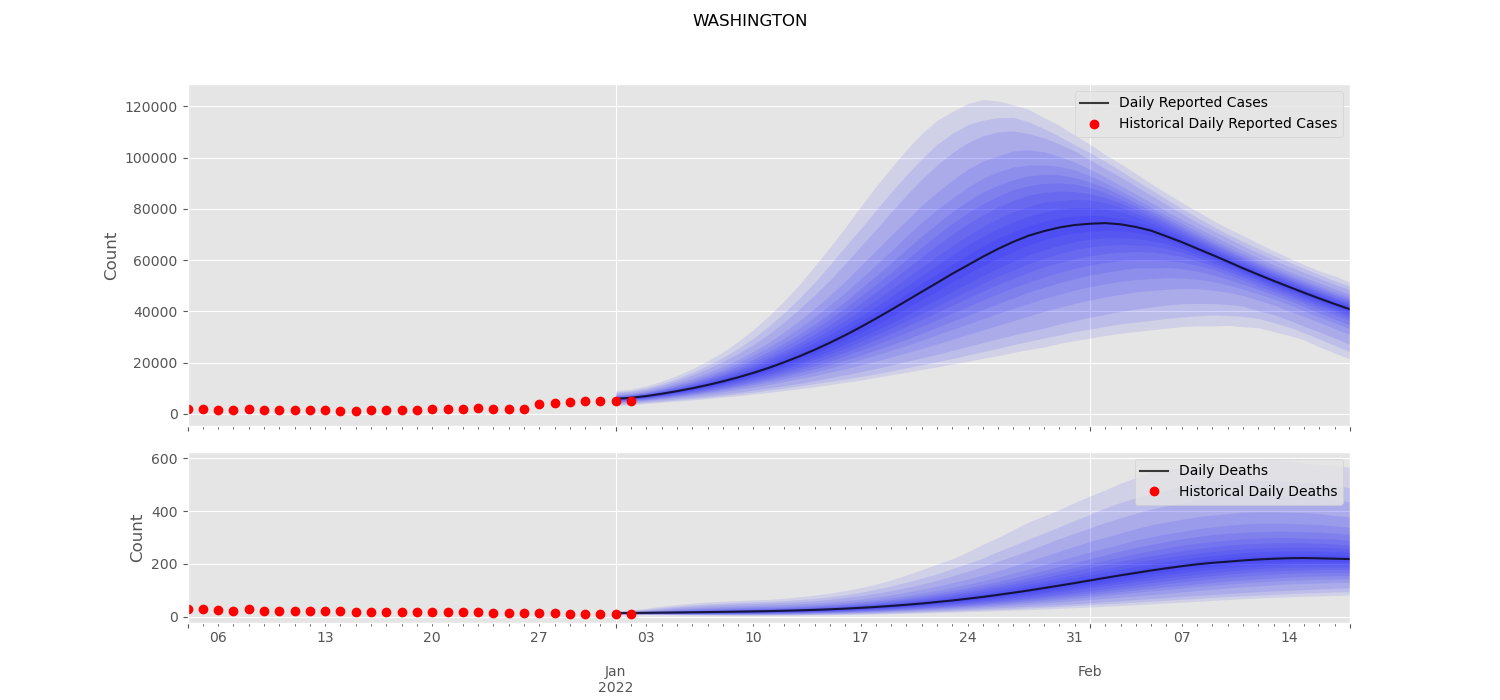 WASHINGTON
Count
120000
100000
80000
60000
40000
20000
0
Daily Reported Cases
Historical Daily Reported Cases
Count
600
400
200
0
Daily Deaths
Historical Daily Deaths
06 13 20 27 03 10 17 24 31 07 14
Jan Feb
2022